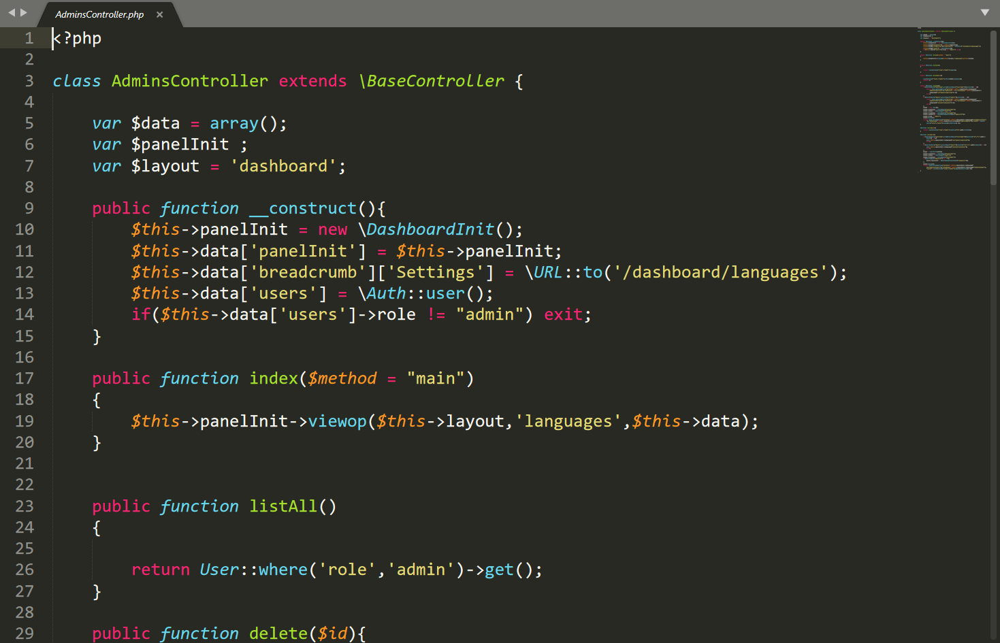 AdminsController.php ×
1 <?php
2
3 class AdminsController extends \BaseController {
4
5     var $data = array();
6     var $panelInit ;
7     var $layout = 'dashboard';
8
9     public function __construct(){
10         $this->panelInit = new \DashboardInit();
11         $this->data['panelInit'] = $this->panelInit;
12         $this->data['breadcrumb']['Settings'] = \URL::to('/dashboard/languages');
13         $this->data['users'] = \Auth::user();
14         if($this->data['users']->role != "admin") exit;
15     }
16
17     public function index($method = "main")
18     {
19         $this->panelInit->viewop($this->layout,'languages',$this->data);
20     }
21
22
23     public function listAll()
24     {
25
26         return User::where('role','admin')->get();
27     }
28
29     public function delete($id){